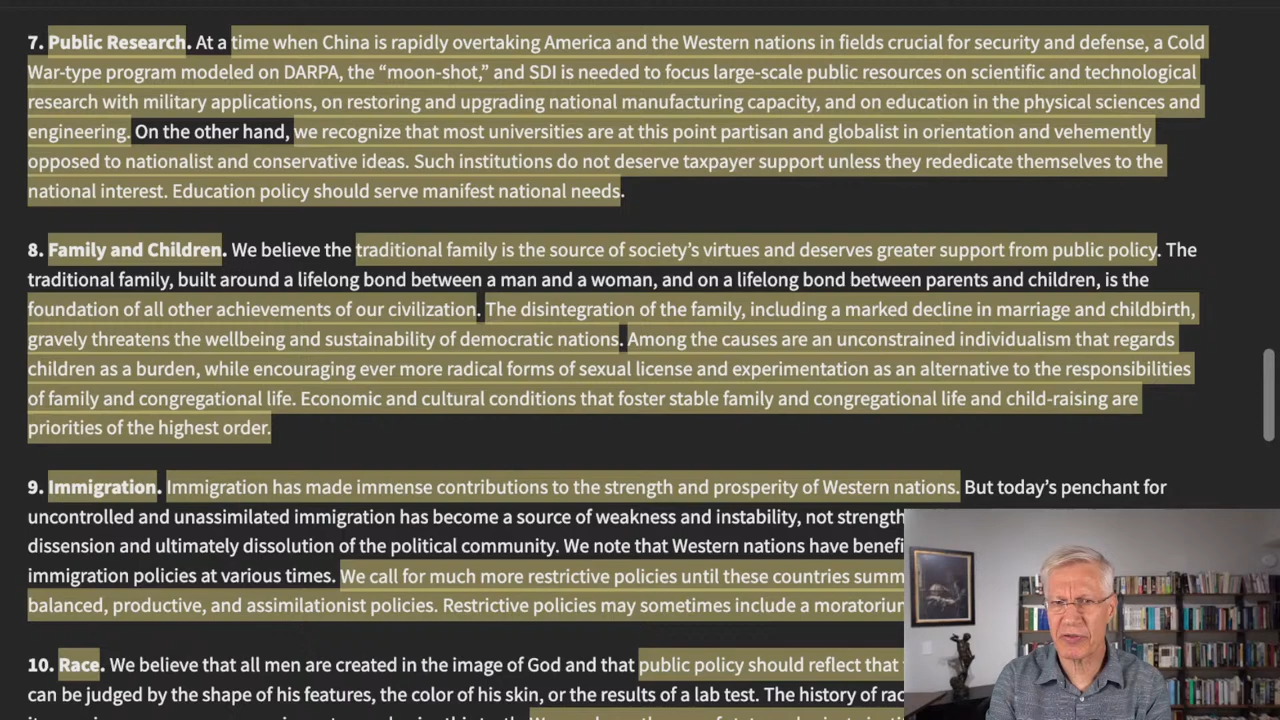 7. Public Research. At a time when China is rapidly overtaking America and the Western nations in fields crucial for security and defense, a Cold
War-type program modeled on DARPA, the “moon-shot,” and SDI is needed to focus large-scale public resources on scientific and technological
research with military applications, on restoring and upgrading national manufacturing capacity, and on education in the physical sciences and
engineering. On the other hand, we recognize that most universities are at this point partisan and globalist in orientation and vehemently
opposed to nationalist and conservative ideas. Such institutions do not deserve taxpayer support unless they rededicate themselves to the
national interest. Education policy should serve manifest national needs.
8. Family and Children. We believe the traditional family is the source of society’s virtues and deserves greater support from public policy. The
traditional family, built around a lifelong bond between a man and a woman, and on a lifelong bond between parents and children, is the
foundation of all other achievements of our civilization. The disintegration of the family, including a marked decline in marriage and childbirth,
gravely threatens the wellbeing and sustainability of democratic nations. Among the causes are an unconstrained individualism that regards
children as a burden, while encouraging ever more radical forms of sexual license and experimentation as an alternative to the responsibilities
of family and congregational life. Economic and cultural conditions that foster stable family and congregational life and child-raising are
priorities of the highest order.
9. Immigration. Immigration has made immense contributions to the strength and prosperity of Western nations. But today’s penchant for
uncontrolled and unassimilated immigration has become a source of weakness and instability, not strength
dissension and ultimately dissolution of the political community. We note that Western nations have benefi
immigration policies at various times. We call for much more restrictive policies until these countries summ
balanced, productive, and assimilationist policies. Restrictive policies may sometimes include a moratorium
10. Race. We believe that all men are created in the image of God and that public policy should reflect that
can be judged by the shape of his features, the color of his skin, or the results of a lab test. The history of rac